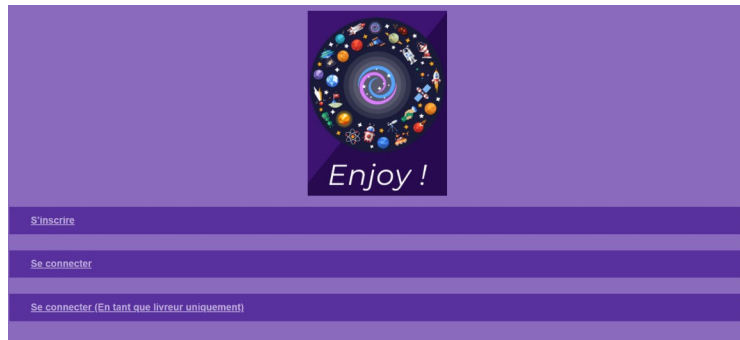 Enjoy !
S'inscrire
Se connecter
Se connecter (En tant que livreur uniquement)